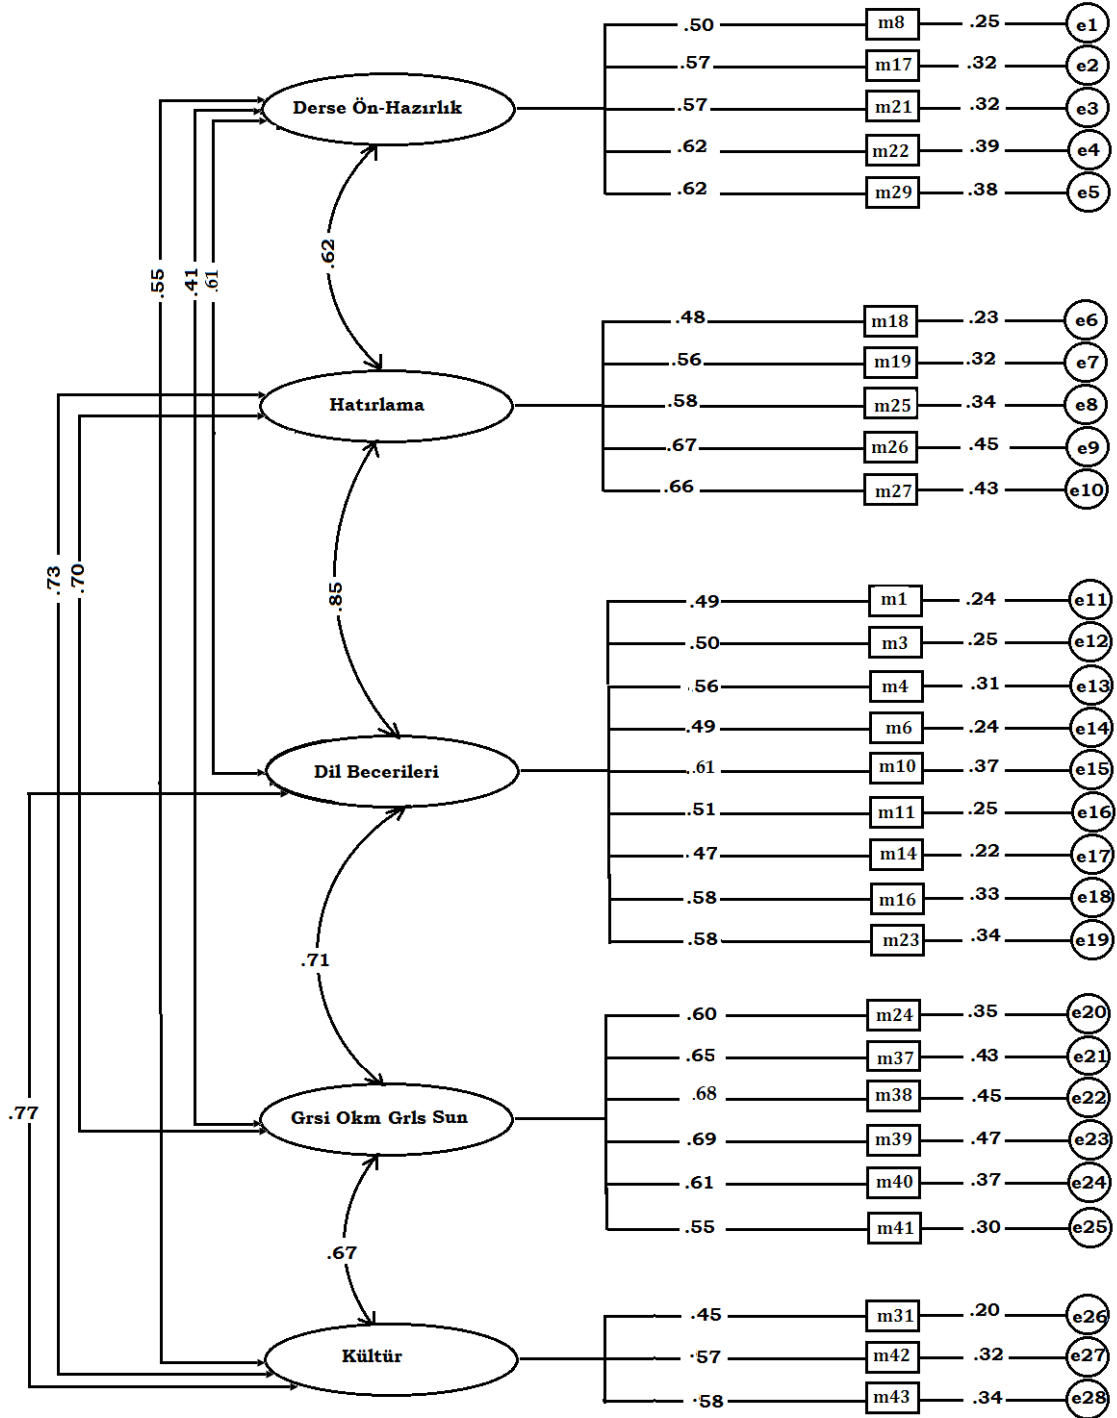 .50 m8 .25 e1
.57 m17 .32 e2
Derse Ön-Hazırlık .57 m21 .32 e3
.62 m22 .39 e4
.62 m29 .38 e5
.62
.55 .41 .61
.48 m18 .23 e6
.56 m19 .32 e7
Hatırlama .58 m25 .34 e8
.67 m26 .45 e9
.66 m27 .43 e10
.73 .70 .85
.49 m1 .24 e11
.50 m3 .25 e12
.56 m4 .31 e13
.49 m6 .24 e14
Dil Becerileri .61 m10 .37 e15
.51 m11 .25 e16
.47 m14 .22 e17
.58 m16 .33 e18
.58 m23 .34 e19
.71
.60 m24 .35 e20
.65 m37 .43 e21
.68 m38 .45 e22
Grsi Okm Grls Sun
.69 m39 .47 e23
.61 m40 .37 e24
.55 m41 .30 e25
.77
.67
.45 m31 .20 e26
Kültür .57 m42 .32 e27
.58 m43 .34 e28